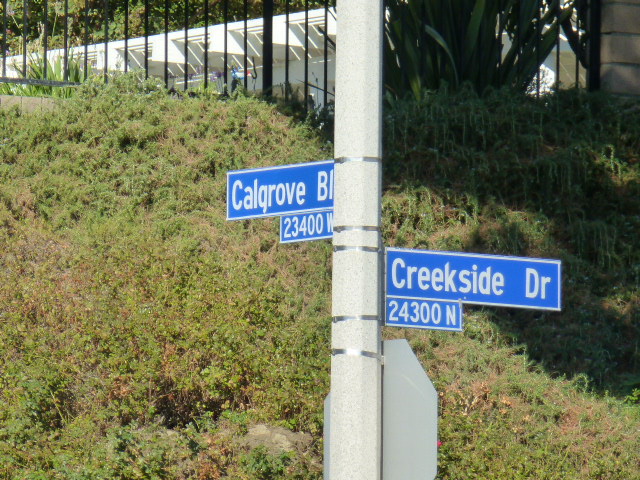 Calgrove Bl
23400 W
Creekside Dr
24300 N